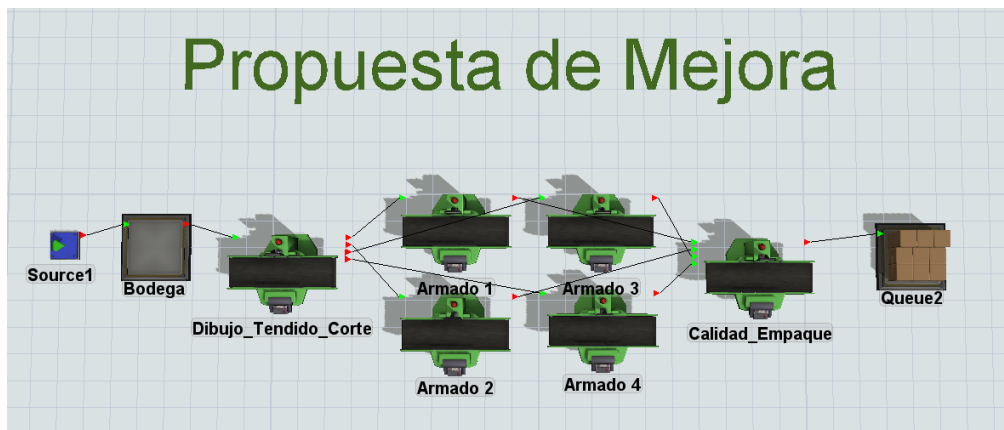 Propuesta de Mejora
Source1
Bodega
Dibujo_Tendido_Corte
Armado 1
Armado 3
Armado 2
Armado 4
Calidad_Empaque
Queue2